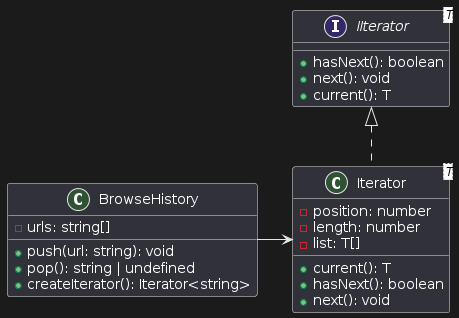 I IIterator
T
hasNext(): boolean
next(): void
current(): T
C Iterator
T
position: number
length: number
list: T[]
current(): T
hasNext(): boolean
next(): void
C BrowseHistory
urls: string[]
push(url: string): void
pop(): string | undefined
createIterator(): Iterator<string>